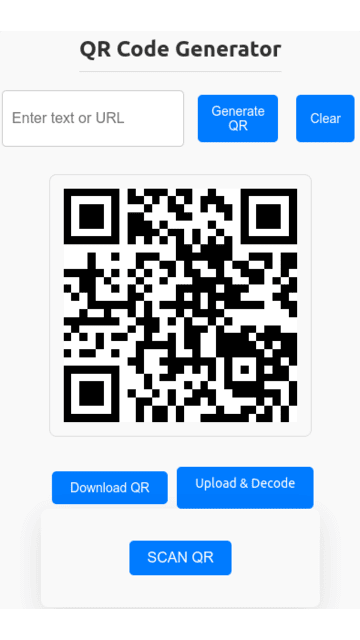 QR Code Generator
Enter text or URL
Generate
QR
Clear
Download QR
Upload & Decode
SCAN QR